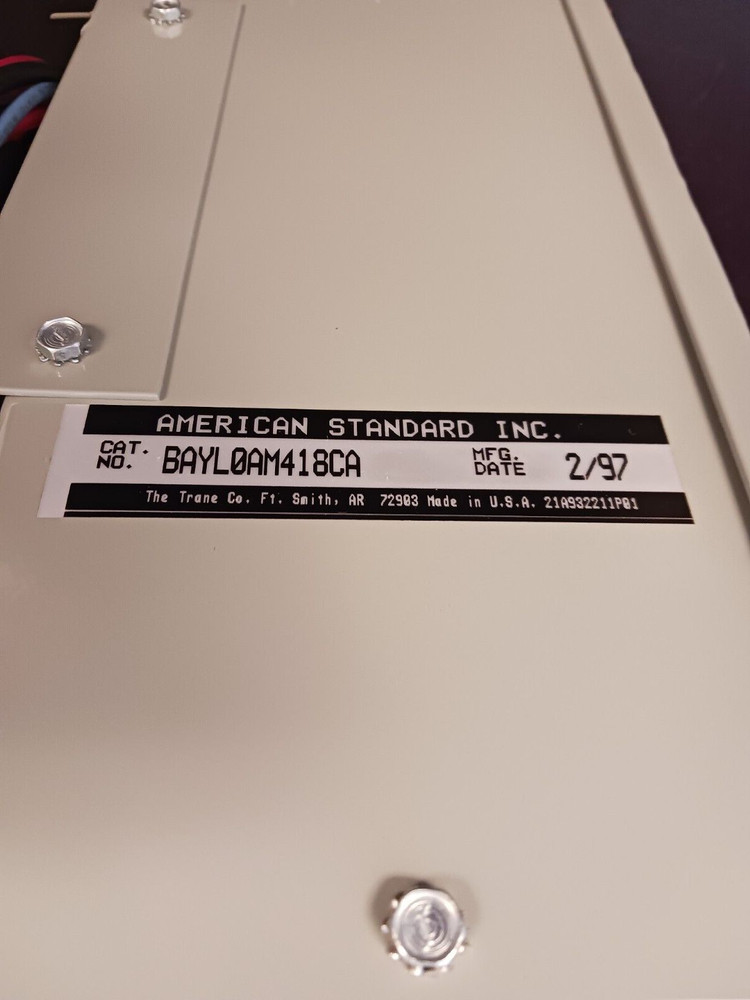 AMERICAN STANDARD INC.
CAT. NO. BAYL0AM418CA MFG. DATE 2/97
The Trane Co. Ft. Smith, AR 72903 Made in U.S.A. 21A932211P01